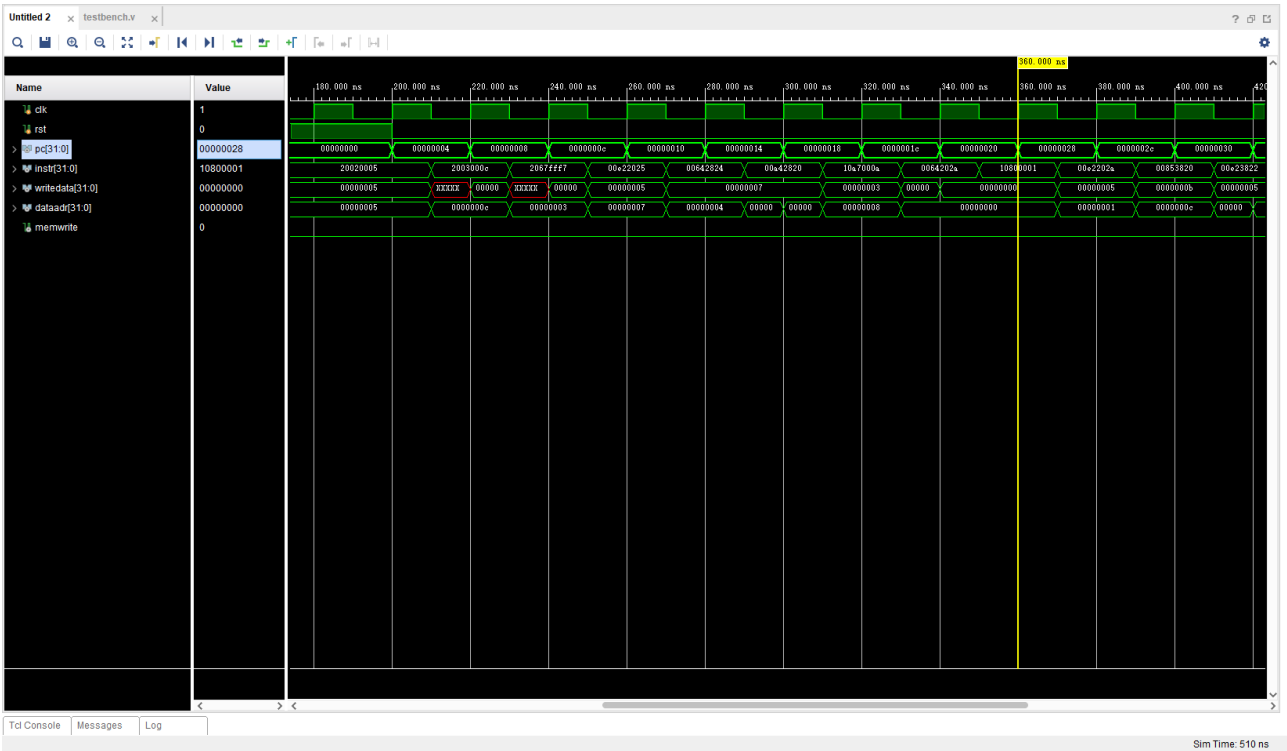 Untitled 2 × testbench.v ×
? 
Name Value
360.000 ns
180.000 ns 200.000 ns 220.000 ns 240.000 ns 260.000 ns 280.000 ns 300.000 ns 320.000 ns 340.000 ns 360.000 ns 380.000 ns 400.000 ns 420
clk 1
rst 0
> pc[31:0] 00000028 00000000 00000004 00000008 0000000c 00000010 00000014 00000018 0000001c 00000020 00000028 0000002c 00000030
> instr[31:0] 10800001 20020005 2003000c 2067fff7 00e22025 00642824 00a42820 10a7000a 0064202a 10800001 00e2202a 00853820 00e23822
> writedata[31:0] 00000000 00000005 XXXXX 00000 XXXXX 00000 00000005 00000007 00000003 00000 00000000 00000005 0000000b 00000005
> dataadr[31:0] 00000000 00000005 0000000c 00000003 00000007 00000004 00000 00000 00000008 00000000 00000001 0000000c 00000
memwrite 0
Tcl Console Messages Log
Sim Time: 510 ns